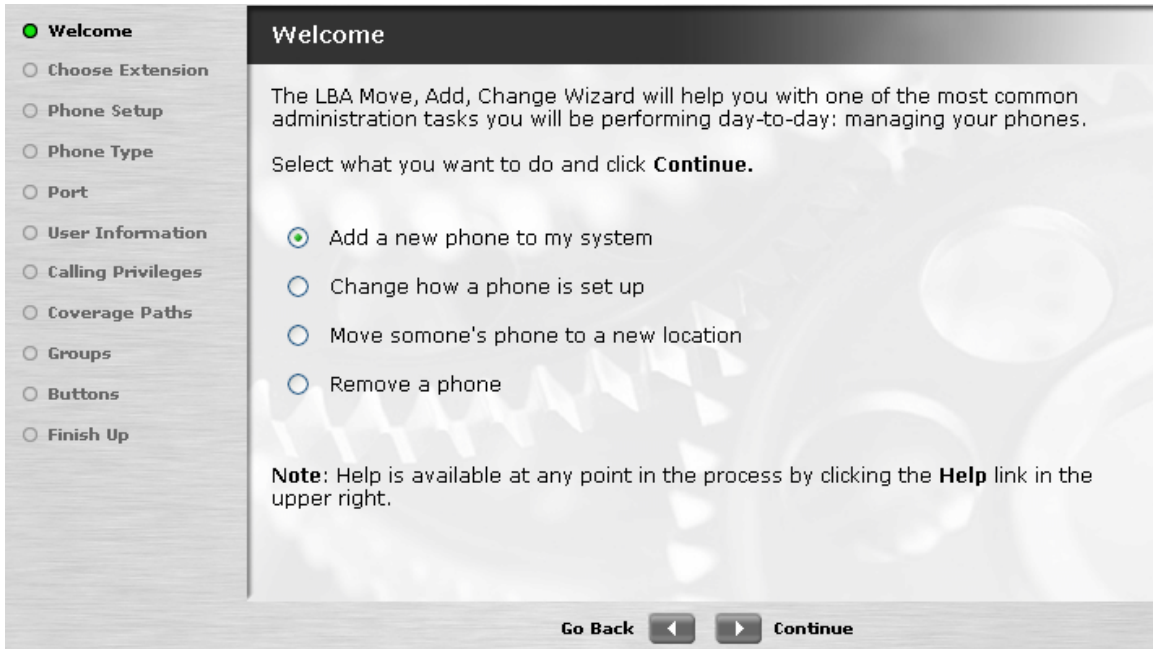 Welcome
Choose Extension
Phone Setup
Phone Type
Port
User Information
Calling Privileges
Coverage Paths
Groups
Buttons
Finish Up
Welcome
The LBA Move, Add, Change Wizard will help you with one of the most common
administration tasks you will be performing day-to-day: managing your phones.
Select what you want to do and click Continue.
Add a new phone to my system
Change how a phone is set up
Move somone's phone to a new location
Remove a phone
Note: Help is available at any point in the process by clicking the Help link in the
upper right.
Go Back Continue